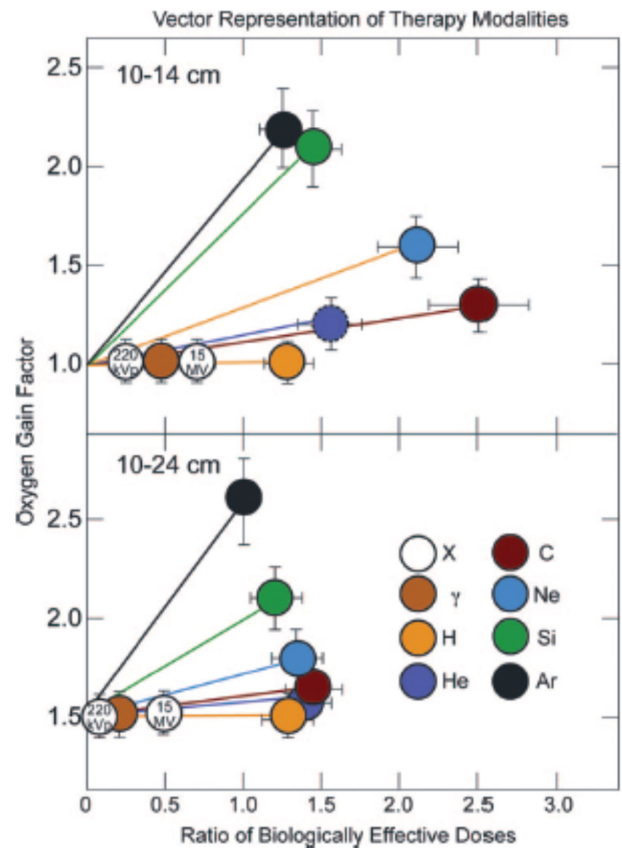 Vector Representation of Therapy Modalities
10-14 cm
2.5
2.0
1.5
1.0
220 kVp
15 MV
Oxygen Gain Factor
10-24 cm
2.5
2.0
1.5
220 kVp
15 MV
X
C
γ
Ne
H
Si
He
Ar
0
1.0
1.5
2.0
2.5
3.0
Ratio of Biologically Effective Doses